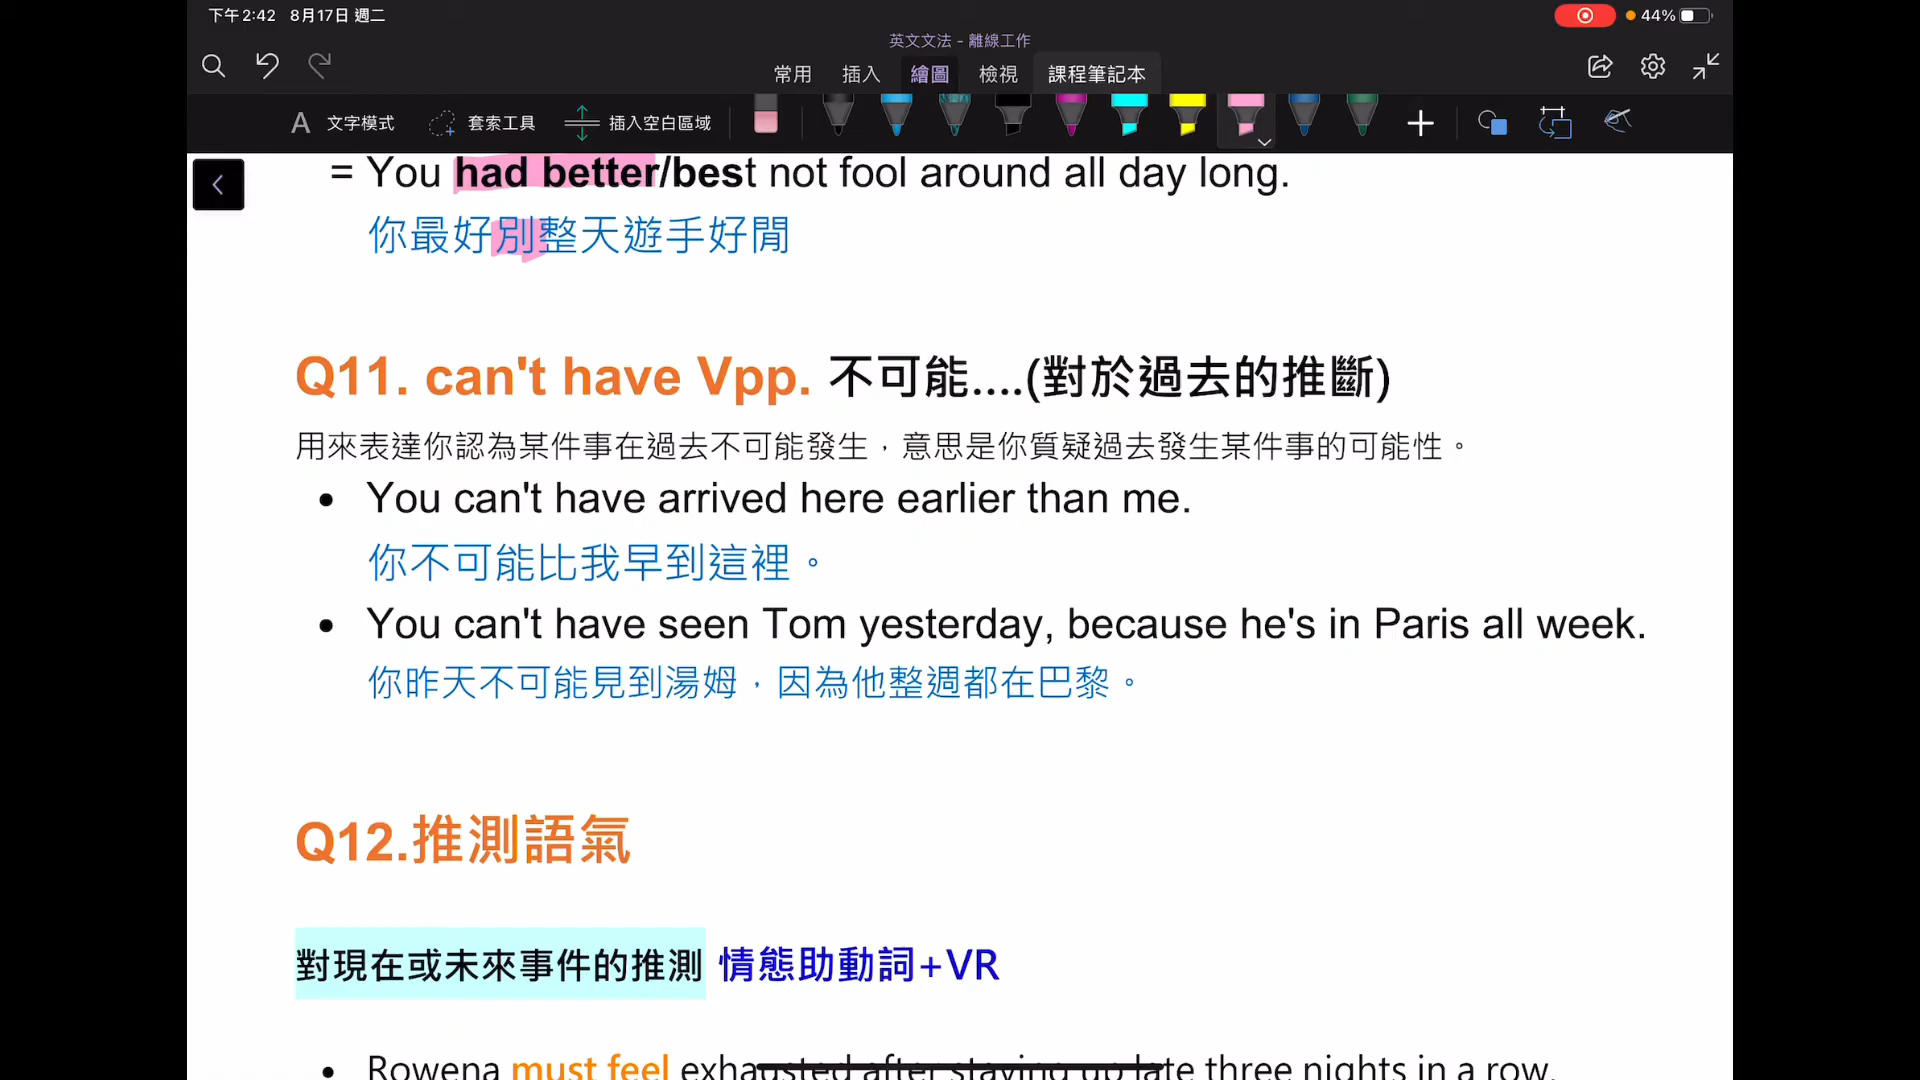 下午2:42 8月17日 週二
44%
英文文法 - 離線工作
常用 插入 繪圖 檢視 課程筆記本
A 文字模式 套索工具 插入空白區域
= You had better/best not fool around all day long.
你最好別整天遊手好閒
Q11. can't have Vpp. 不可能....(對於過去的推斷)
用來表達你認為某件事在過去不可能發生，意思是你質疑過去發生某件事的可能性。
• You can't have arrived here earlier than me.
你不可能比我早到這裡。
• You can't have seen Tom yesterday, because he's in Paris all week.
你昨天不可能見到湯姆，因為他整週都在巴黎。
Q12.推測語氣
對現在或未來事件的推測 情態助動詞+VR
• Rowena must feel exhausted after staying up late three nights in a row.